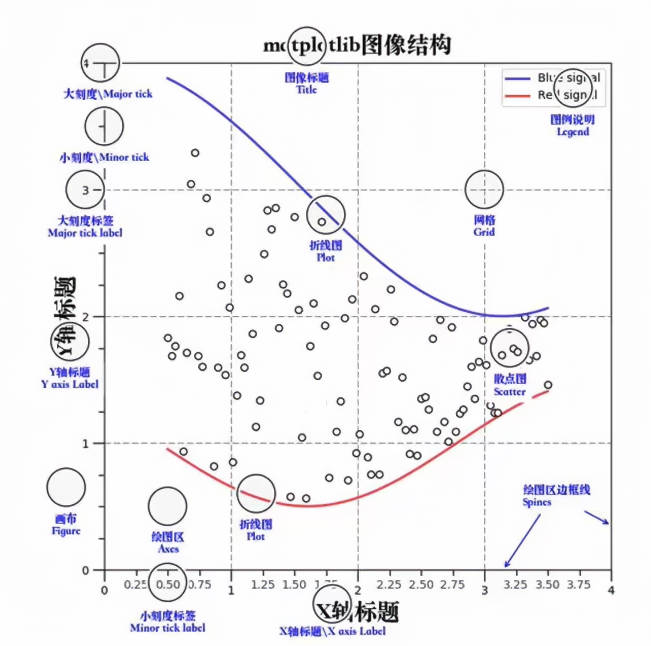 matplotlib图像结构
图像标题
Title
4
大刻度\Major tick
Blue signal
Red signal
图例说明
Legend
小刻度\Minor tick
3
大刻度标签
Major tick label
网格
Grid
折线图
Plot
2
Y轴标题
Y轴标题
Y axis Label
散点图
Scatter
1
画布
Figure
绘图区
Axes
折线图
Plot
绘图区边框线
Spines
0
0
0.25
0.50
0.75
1
1.25
1.50
1.75
2
2.25
2.50
2.75
3
3.25
3.50
3.75
4
小刻度标签
Minor tick label
X轴标题
X轴标题\X axis Label